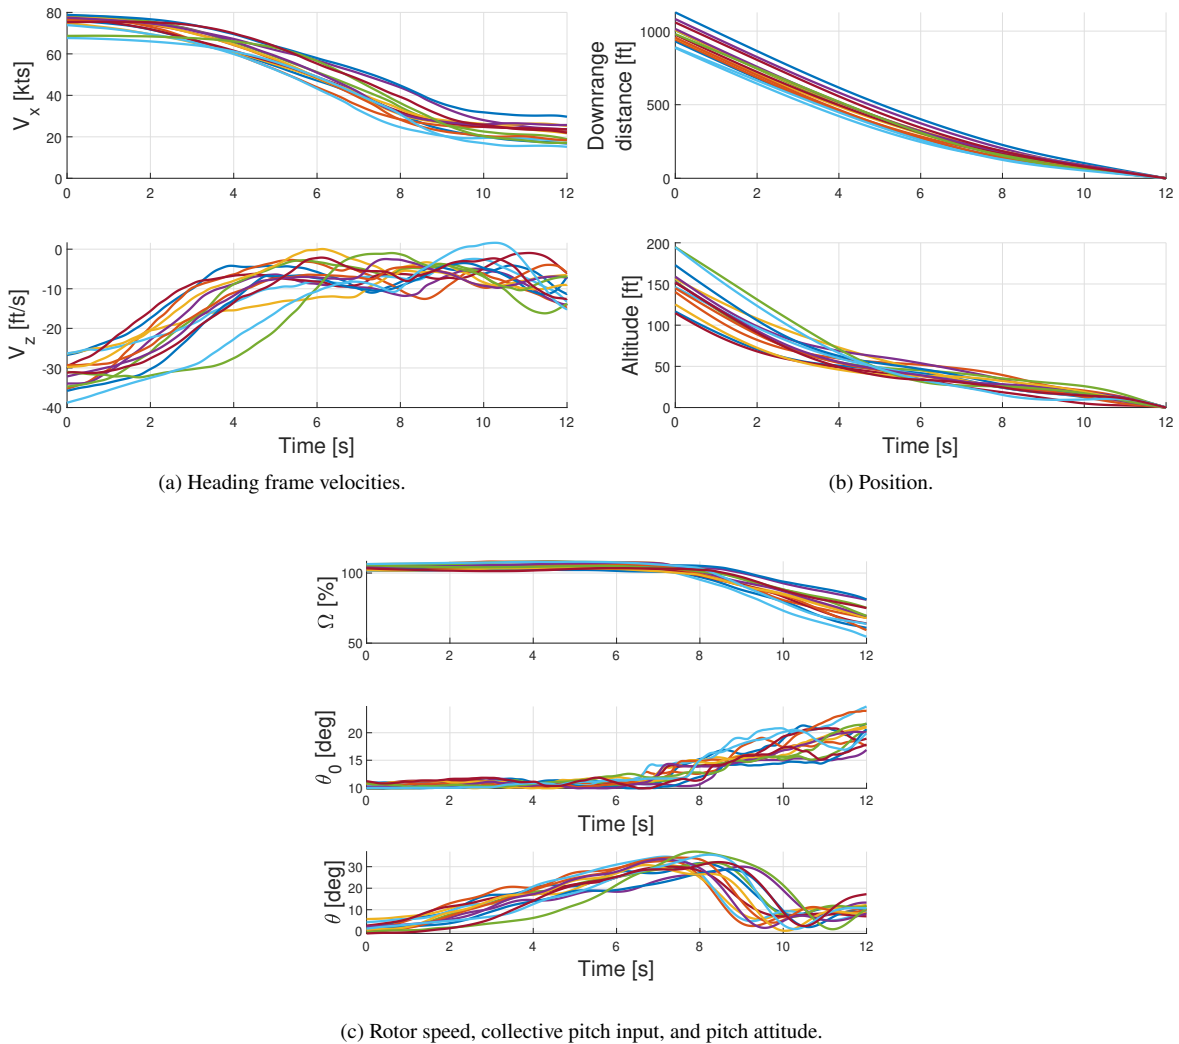 80
60
40
20
0
V_x [kts]
0 2 4 6 8 10 12
1000
500
0
Downrange
distance [ft]
0 2 4 6 8 10 12
0
-10
-20
-30
-40
V_z [ft/s]
0 2 4 6 8 10 12
Time [s]
200
150
100
50
0
Altitude [ft]
0 2 4 6 8 10 12
Time [s]
(a) Heading frame velocities.
(b) Position.
100
50
Ω [%]
0 2 4 6 8 10 12
20
15
10
θ_0 [deg]
0 2 4 6 8 10 12
Time [s]
30
20
10
0
θ [deg]
0 2 4 6 8 10 12
Time [s]
(c) Rotor speed, collective pitch input, and pitch attitude.